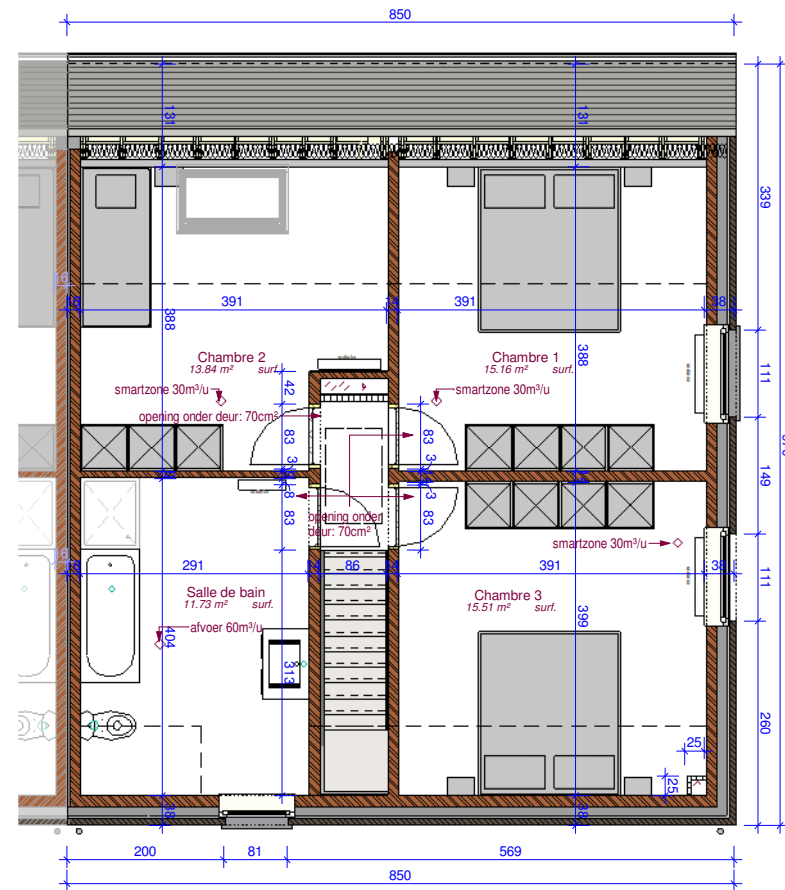 850
131
131
339
16
16
391
14
391
38
388
388
Chambre 2
13.84 m² surf.
Chambre 1
15.16 m² surf.
111
smartzone 30m³/u
42
smartzone 30m³/u
opening onder deur: 70cm²
83
83
149
83
83
opening onder
deur: 70cm²
smartzone 30m³/u
16
16
291
14
86
14
391
38
111
Salle de bain
11.73 m² surf.
Chambre 3
15.51 m² surf.
399
afvoer 60m³/u
404
313
260
25
25
38
38
200
81
569
850